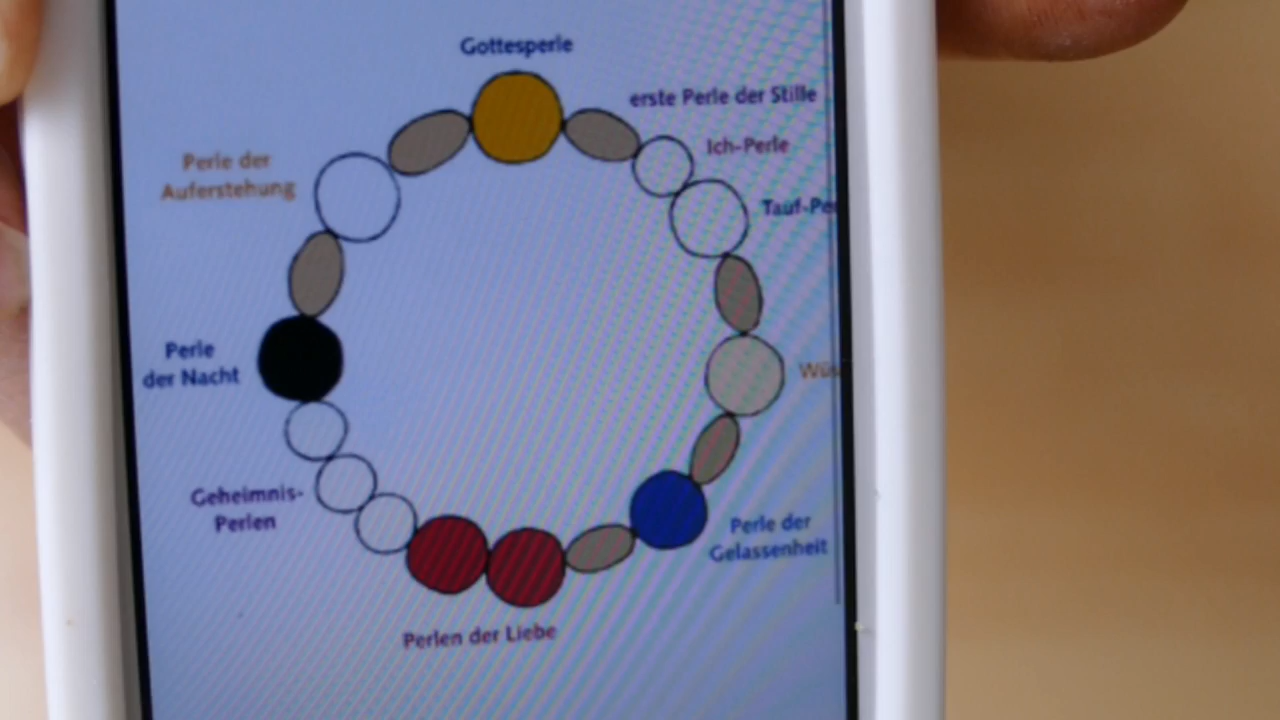 Gottesperle
erste Perle der Stille
Ich-Perle
Perle der
Auferstehung
Perle
der Nacht
Geheimnis-
Perlen
Perle der
Gelassenheit
Perlen der Liebe